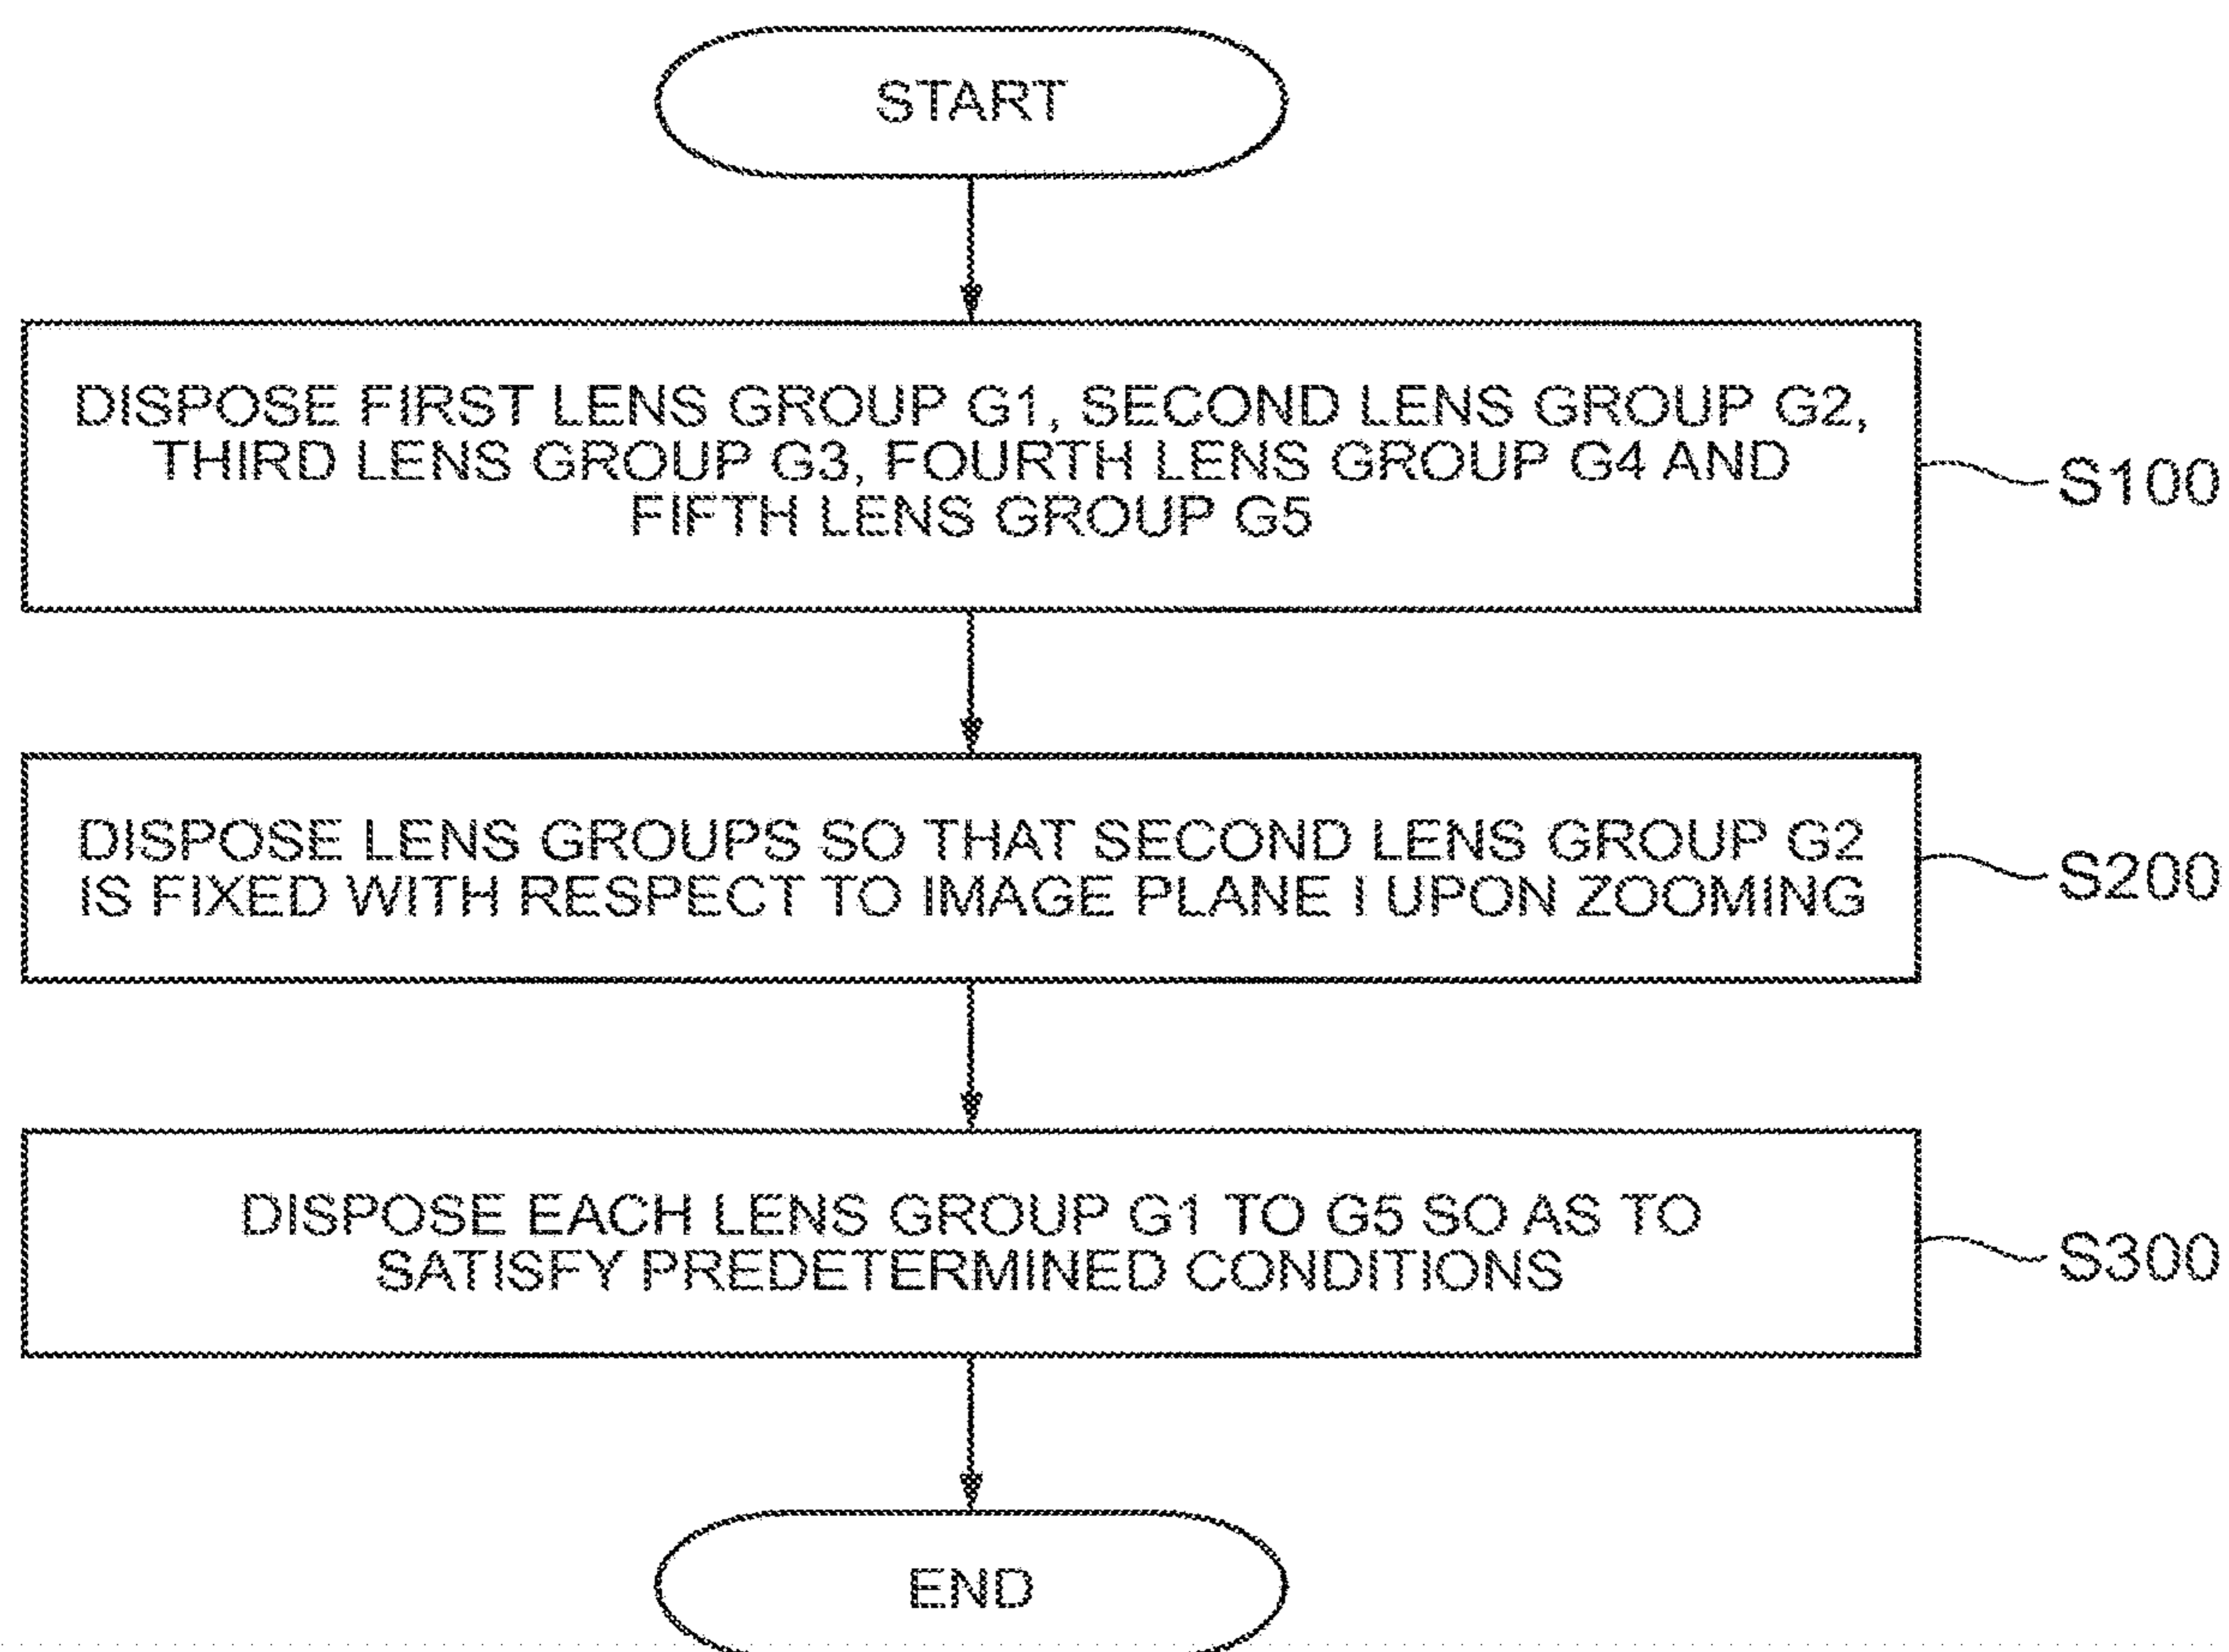 START
DISPOSE FIRST LENS GROUP G1, SECOND LENS GROUP G2,
THIRD LENS GROUP G3, FOURTH LENS GROUP G4 AND
FIFTH LENS GROUP G5
S100
DISPOSE LENS GROUPS SO THAT SECOND LENS GROUP G2
IS FIXED WITH RESPECT TO IMAGE PLANE I UPON ZOOMING
S200
DISPOSE EACH LENS GROUP G1 TO G5 SO AS TO
SATISFY PREDETERMINED CONDITIONS
S300
END